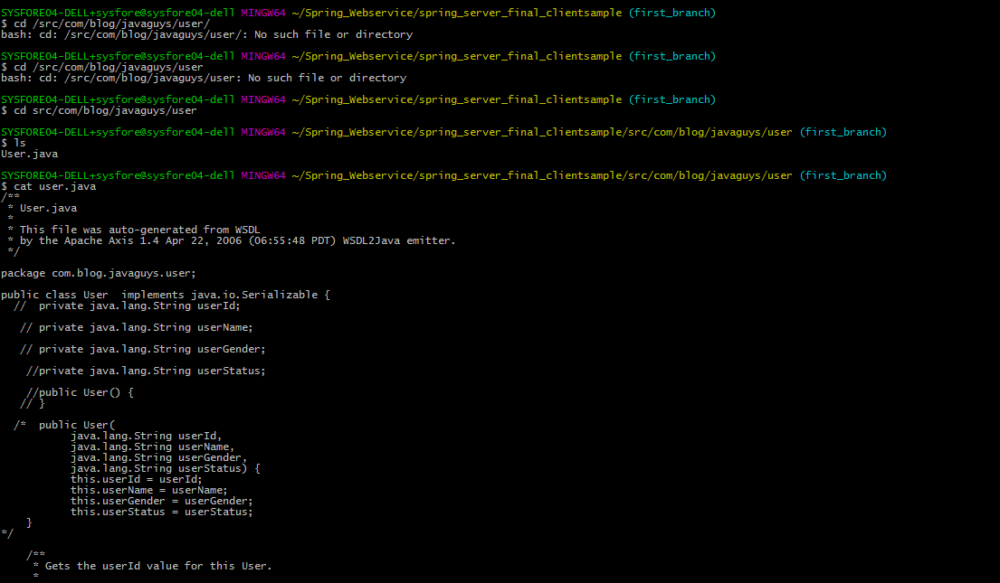 SYSFORE04-DELL+sysfore@sysfore04-dell MINGW64 ~/Spring_Webservice/spring_server_final_clientsample (first_branch)
$ cd /src/com/blog/javaguys/user/
bash: cd: /src/com/blog/javaguys/user/: No such file or directory
SYSFORE04-DELL+sysfore@sysfore04-dell MINGW64 ~/Spring_Webservice/spring_server_final_clientsample (first_branch)
$ cd /src/com/blog/javaguys/user
bash: cd: /src/com/blog/javaguys/user: No such file or directory
SYSFORE04-DELL+sysfore@sysfore04-dell MINGW64 ~/Spring_Webservice/spring_server_final_clientsample (first_branch)
$ cd src/com/blog/javaguys/user
SYSFORE04-DELL+sysfore@sysfore04-dell MINGW64 ~/Spring_Webservice/spring_server_final_clientsample/src/com/blog/javaguys/user (first_branch)
$ ls
User.java
SYSFORE04-DELL+sysfore@sysfore04-dell MINGW64 ~/Spring_Webservice/spring_server_final_clientsample/src/com/blog/javaguys/user (first_branch)
$ cat user.java
/**
 * User.java
 *
 * This file was auto-generated from WSDL
 * by the Apache Axis 1.4 Apr 22, 2006 (06:55:48 PDT) WSDL2Java emitter.
 */
package com.blog.javaguys.user;
public class User  implements java.io.Serializable {
  //  private java.lang.String userId;
   // private java.lang.String userName;
   // private java.lang.String userGender;
    //private java.lang.String userStatus;
    //public User() {
   // }
  /*  public User(
           java.lang.String userId,
           java.lang.String userName,
           java.lang.String userGender,
           java.lang.String userStatus) {
           this.userId = userId;
           this.userName = userName;
           this.userGender = userGender;
           this.userStatus = userStatus;
    }
*/
    /**
     * Gets the userId value for this User.
     *